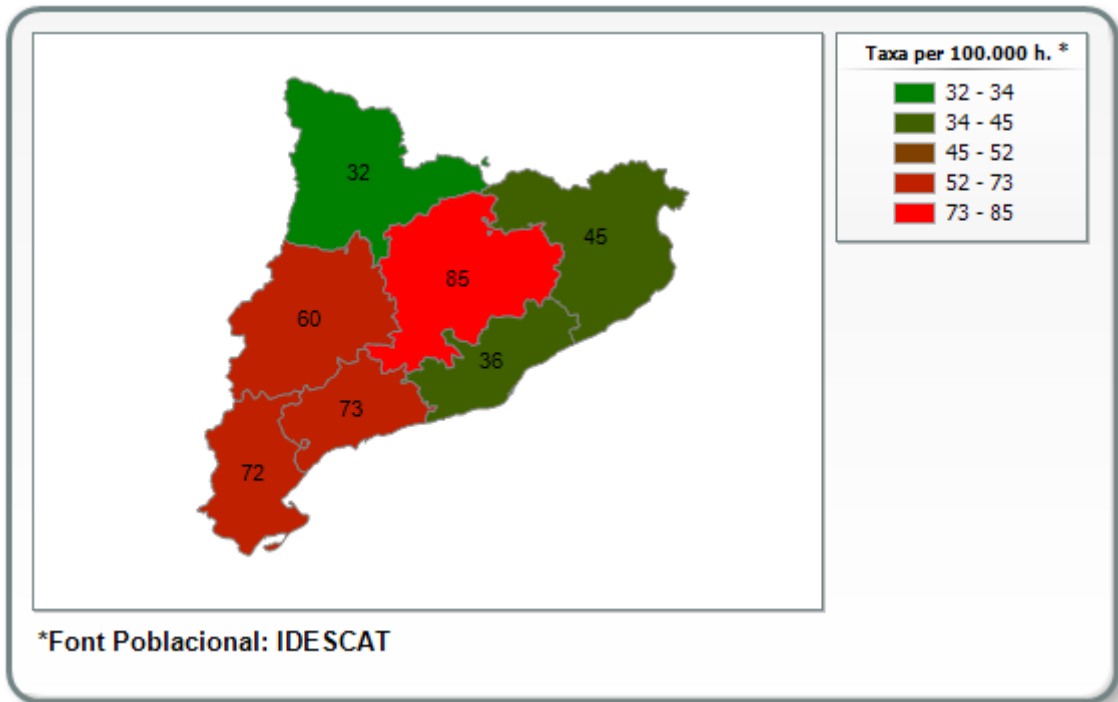 Taxa per 100.000 h. *
32 - 34
34 - 45
45 - 52
52 - 73
73 - 85
32
45
85
60
36
73
72
*Font Poblacional: IDESCAT